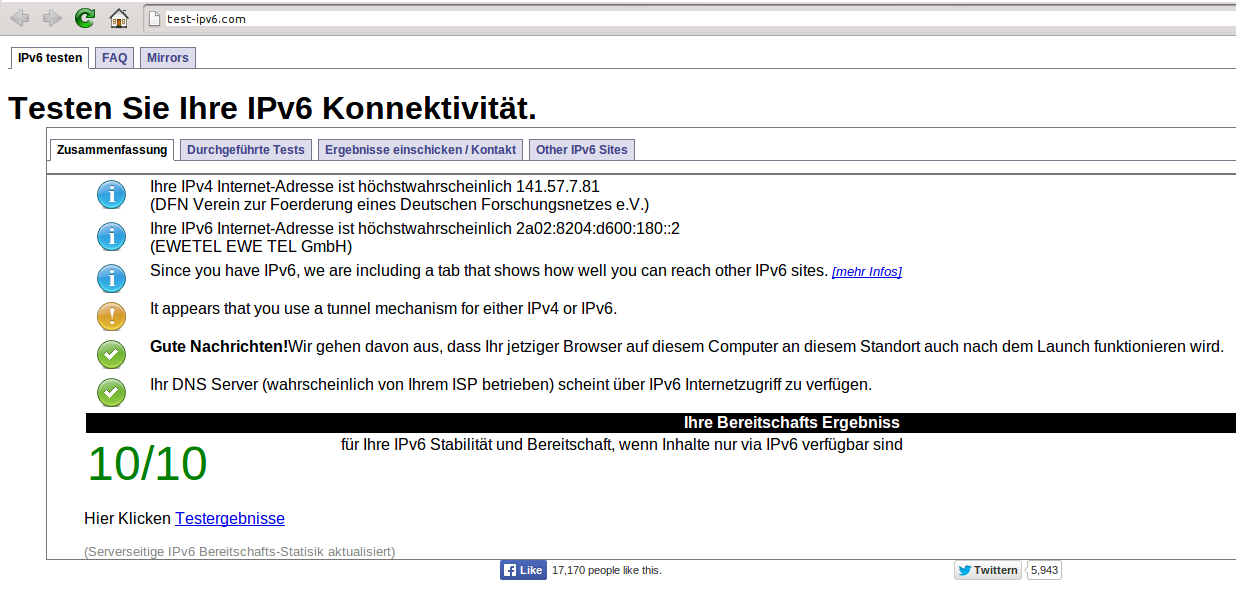 test-ipv6.com
IPv6 testen FAQ Mirrors
Testen Sie Ihre IPv6 Konnektivität.
Zusammenfassung Durchgeführte Tests Ergebnisse einschicken / Kontakt Other IPv6 Sites
Ihre IPv4 Internet-Adresse ist höchstwahrscheinlich 141.57.7.81
(DFN Verein zur Foerderung eines Deutschen Forschungsnetzes e.V.)
Ihre IPv6 Internet-Adresse ist höchstwahrscheinlich 2a02:8204:d600:180::2
(EWETEL EWE TEL GmbH)
Since you have IPv6, we are including a tab that shows how well you can reach other IPv6 sites. [mehr Infos]
It appears that you use a tunnel mechanism for either IPv4 or IPv6.
Gute Nachrichten!Wir gehen davon aus, dass Ihr jetziger Browser auf diesem Computer an diesem Standort auch nach dem Launch funktionieren wird.
Ihr DNS Server (wahrscheinlich von Ihrem ISP betrieben) scheint über IPv6 Internetzugriff zu verfügen.
Ihre Bereitschafts Ergebniss
10/10 für Ihre IPv6 Stabilität und Bereitschaft, wenn Inhalte nur via IPv6 verfügbar sind
Hier Klicken Testergebnisse
(Serverseitige IPv6 Bereitschafts-Statisik aktualisiert)
Like 17,170 people like this. Twittern 5,943